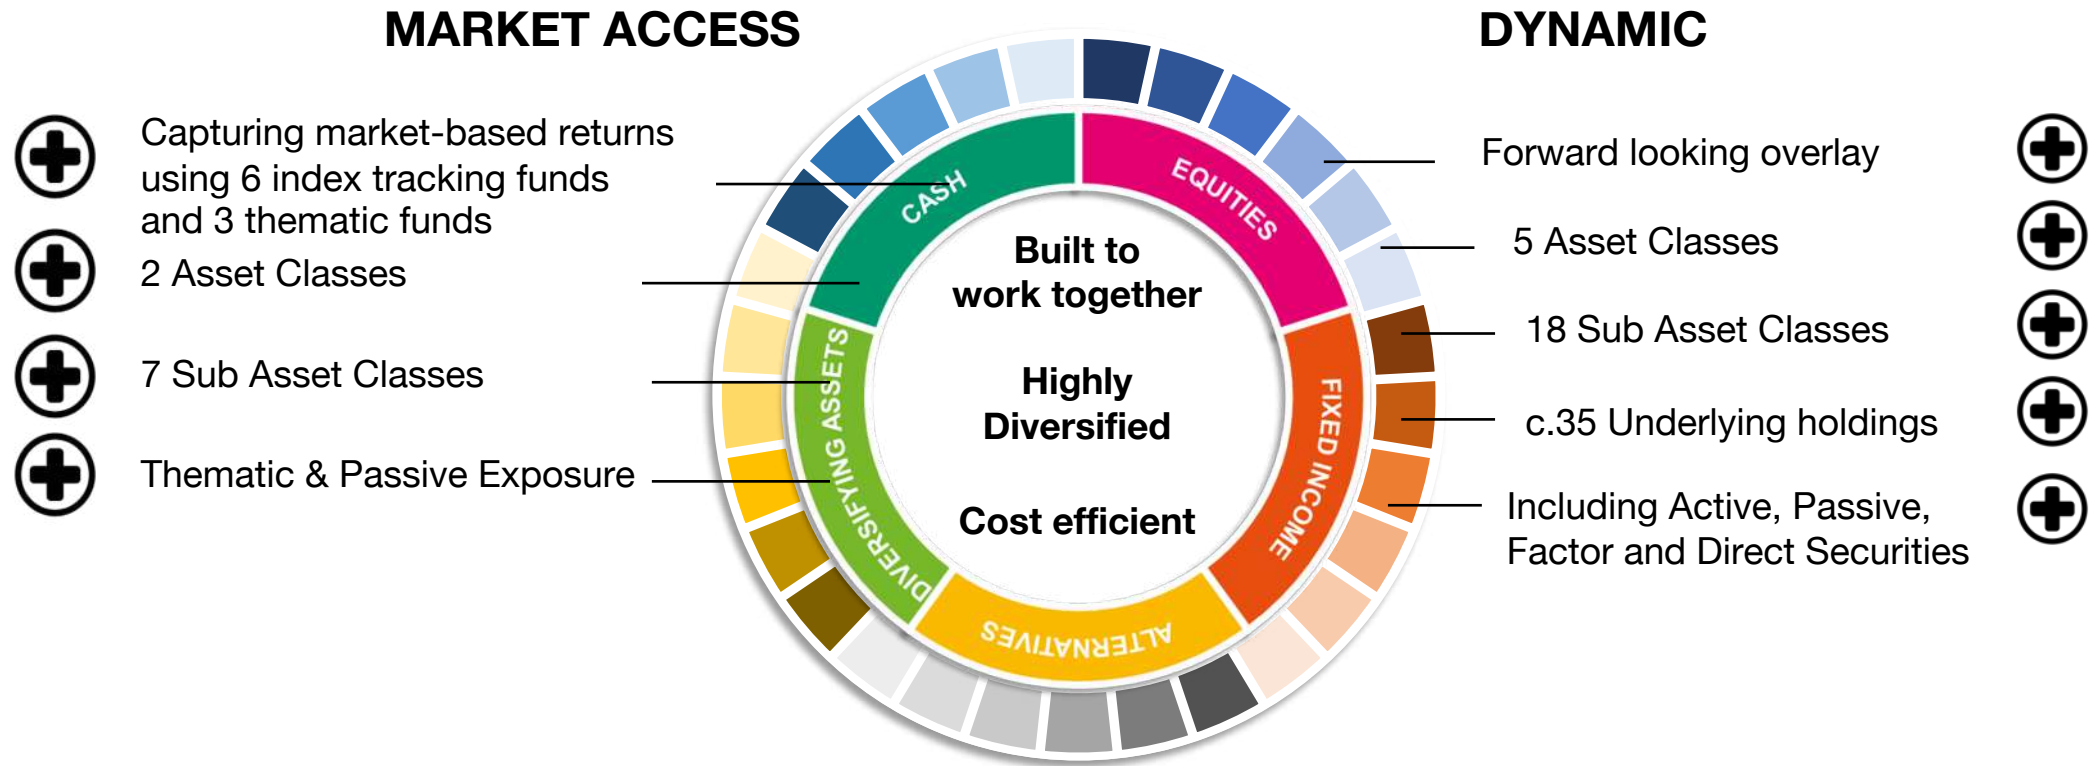 MARKET ACCESS
Capturing market-based returns
using 6 index tracking funds
and 3 thematic funds
2 Asset Classes
7 Sub Asset Classes
Thematic & Passive Exposure
CASH
EQUITIES
FIXED INCOME
ALTERNATIVES
DIVERSIFYING ASSETS
Built to
work together
Highly
Diversified
Cost efficient
DYNAMIC
Forward looking overlay
5 Asset Classes
18 Sub Asset Classes
c.35 Underlying holdings
Including Active, Passive,
Factor and Direct Securities